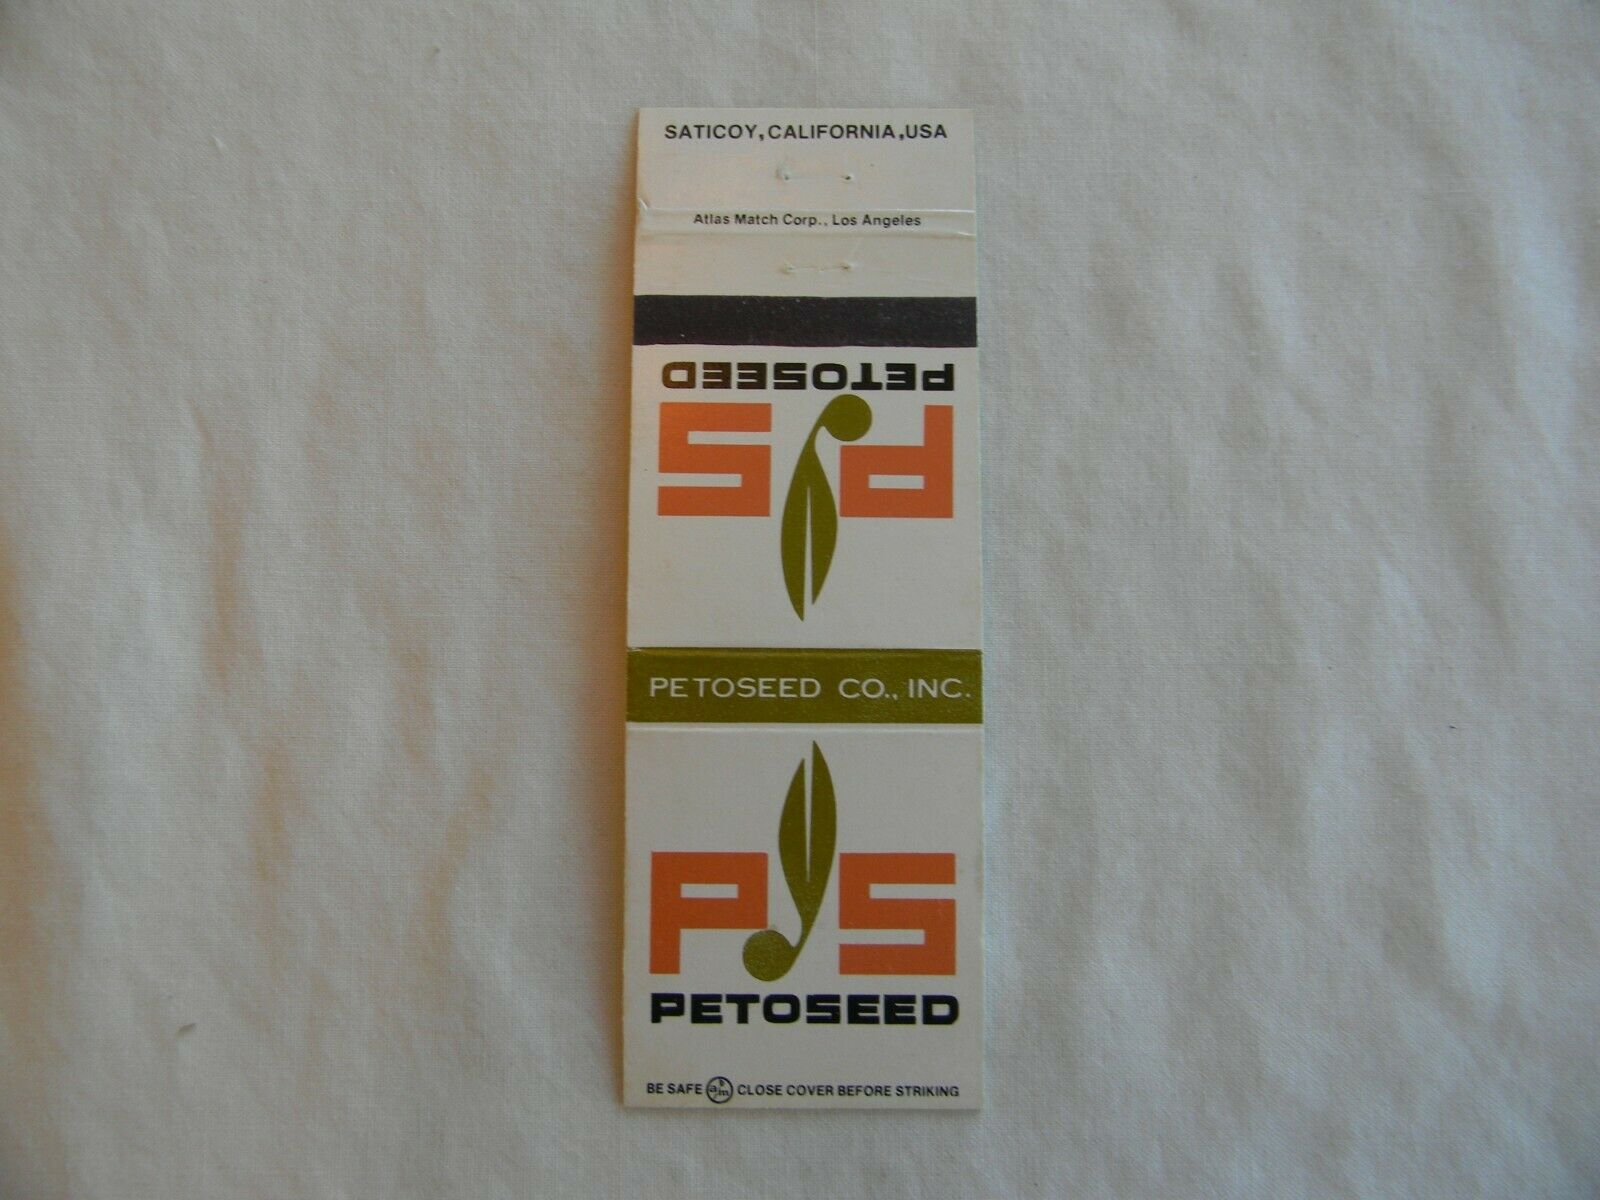 SATICOY, CALIFORNIA, USA
Atlas Match Corp., Los Angeles
PETOSEED
PS
PETOSEED CO., INC.
PS
PETOSEED
BE SAFE CLOSE COVER BEFORE STRIKING